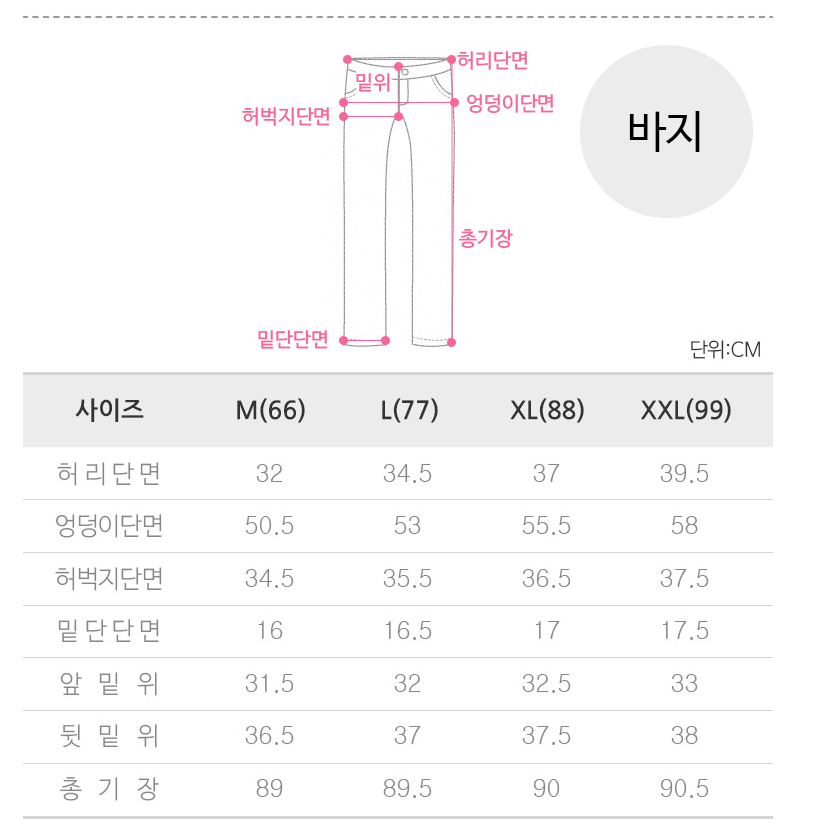 허리단면
밑위
엉덩이단면
허벅지단면
바지
총기장
밑단단면
단위:CM
사이즈 M(66) L(77) XL(88) XXL(99)
허리단면 32 34.5 37 39.5
엉덩이단면 50.5 53 55.5 58
허벅지단면 34.5 35.5 36.5 37.5
밑단단면 16 16.5 17 17.5
앞 밑 위 31.5 32 32.5 33
뒷 밑 위 36.5 37 37.5 38
총 기 장 89 89.5 90 90.5